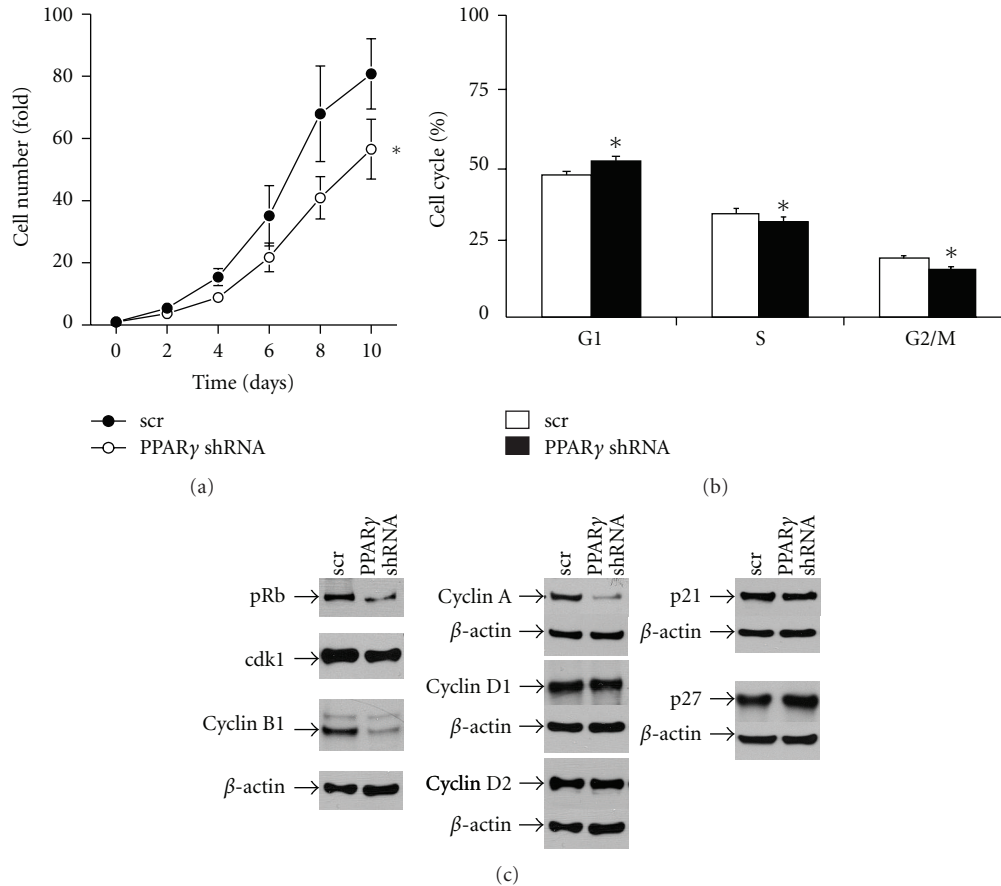 100
80
60
40
20
0
Cell number (fold)
*
0 2 4 6 8 10
Time (days)
scr
PPARγ shRNA
(a)
100
75
50
25
0
Cell cycle (%)
* * *
G1 S G2/M
scr
PPARγ shRNA
(b)
scr
PPARγ
shRNA
pRb
cdk1
Cyclin B1
β-actin
scr
PPARγ
shRNA
Cyclin A
β-actin
Cyclin D1
β-actin
Cyclin D2
β-actin
scr
PPARγ
shRNA
p21
β-actin
p27
β-actin
(c)